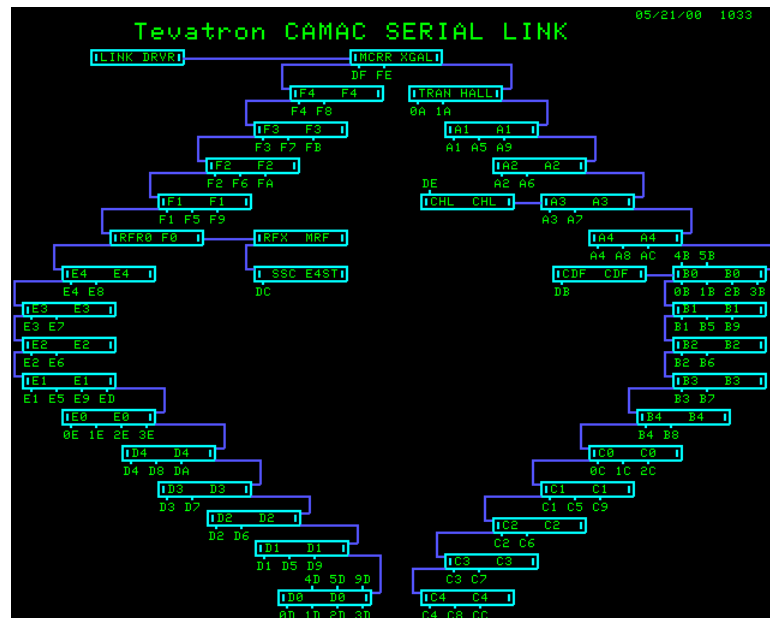 05/21/00 1033
Tevatron CAMAC SERIAL LINK
LINK DRVR MCRR XGAL
DF FE
F4 F4 TRAN HALL
F4 F8 0A 1A
F3 F3 A1 A1
F3 F7 FB A1 A5 A9
F2 F2 A2 A2
F2 F6 FA DE A2 A6
F1 F1 CHL CHL A3 A3
F1 F5 F9 A3 A7
RFR0 F0 RFX MRF A4 A4
A4 A8 AC 4B 5B
E4 E4 SSC E4ST CDF CDF B0 B0
E4 E8 DC DB 0B 1B 2B 3B
E3 E3 B1 B1
E3 E7 B1 B5 B9
E2 E2 B2 B2
E2 E6 B2 B6
E1 E1 B3 B3
E1 E5 E9 ED B3 B7
E0 E0 B4 B4
0E 1E 2E 3E B4 B8
D4 D4 C0 C0
D4 D8 DA 0C 1C 2C
D3 D3 C1 C1
D3 D7 C1 C5 C9
D2 D2 C2 C2
D2 D6 C2 C6
D1 D1 C3 C3
D1 D5 D9 C3 C7
4D 5D 9D
D0 D0 C4 C4
0D 1D 2D 3D C4 C8 CC